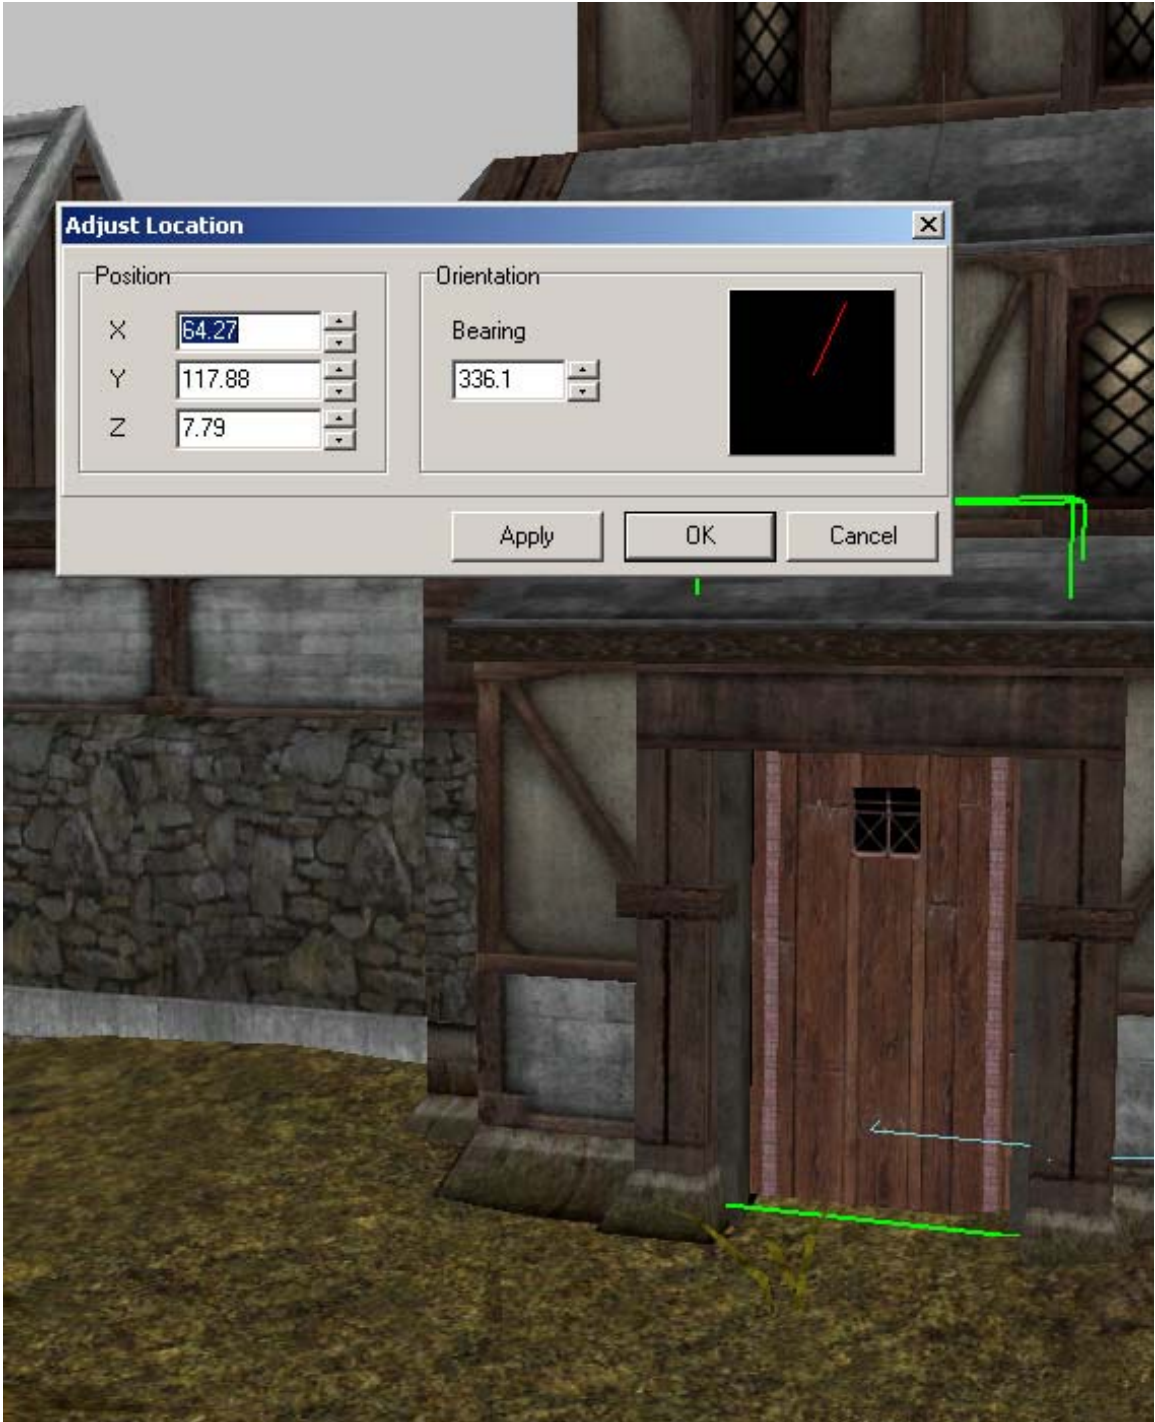 Adjust Location
Position
Orientation
X 64.27
Bearing
Y 117.88
336.1
Z 7.79
Apply OK Cancel